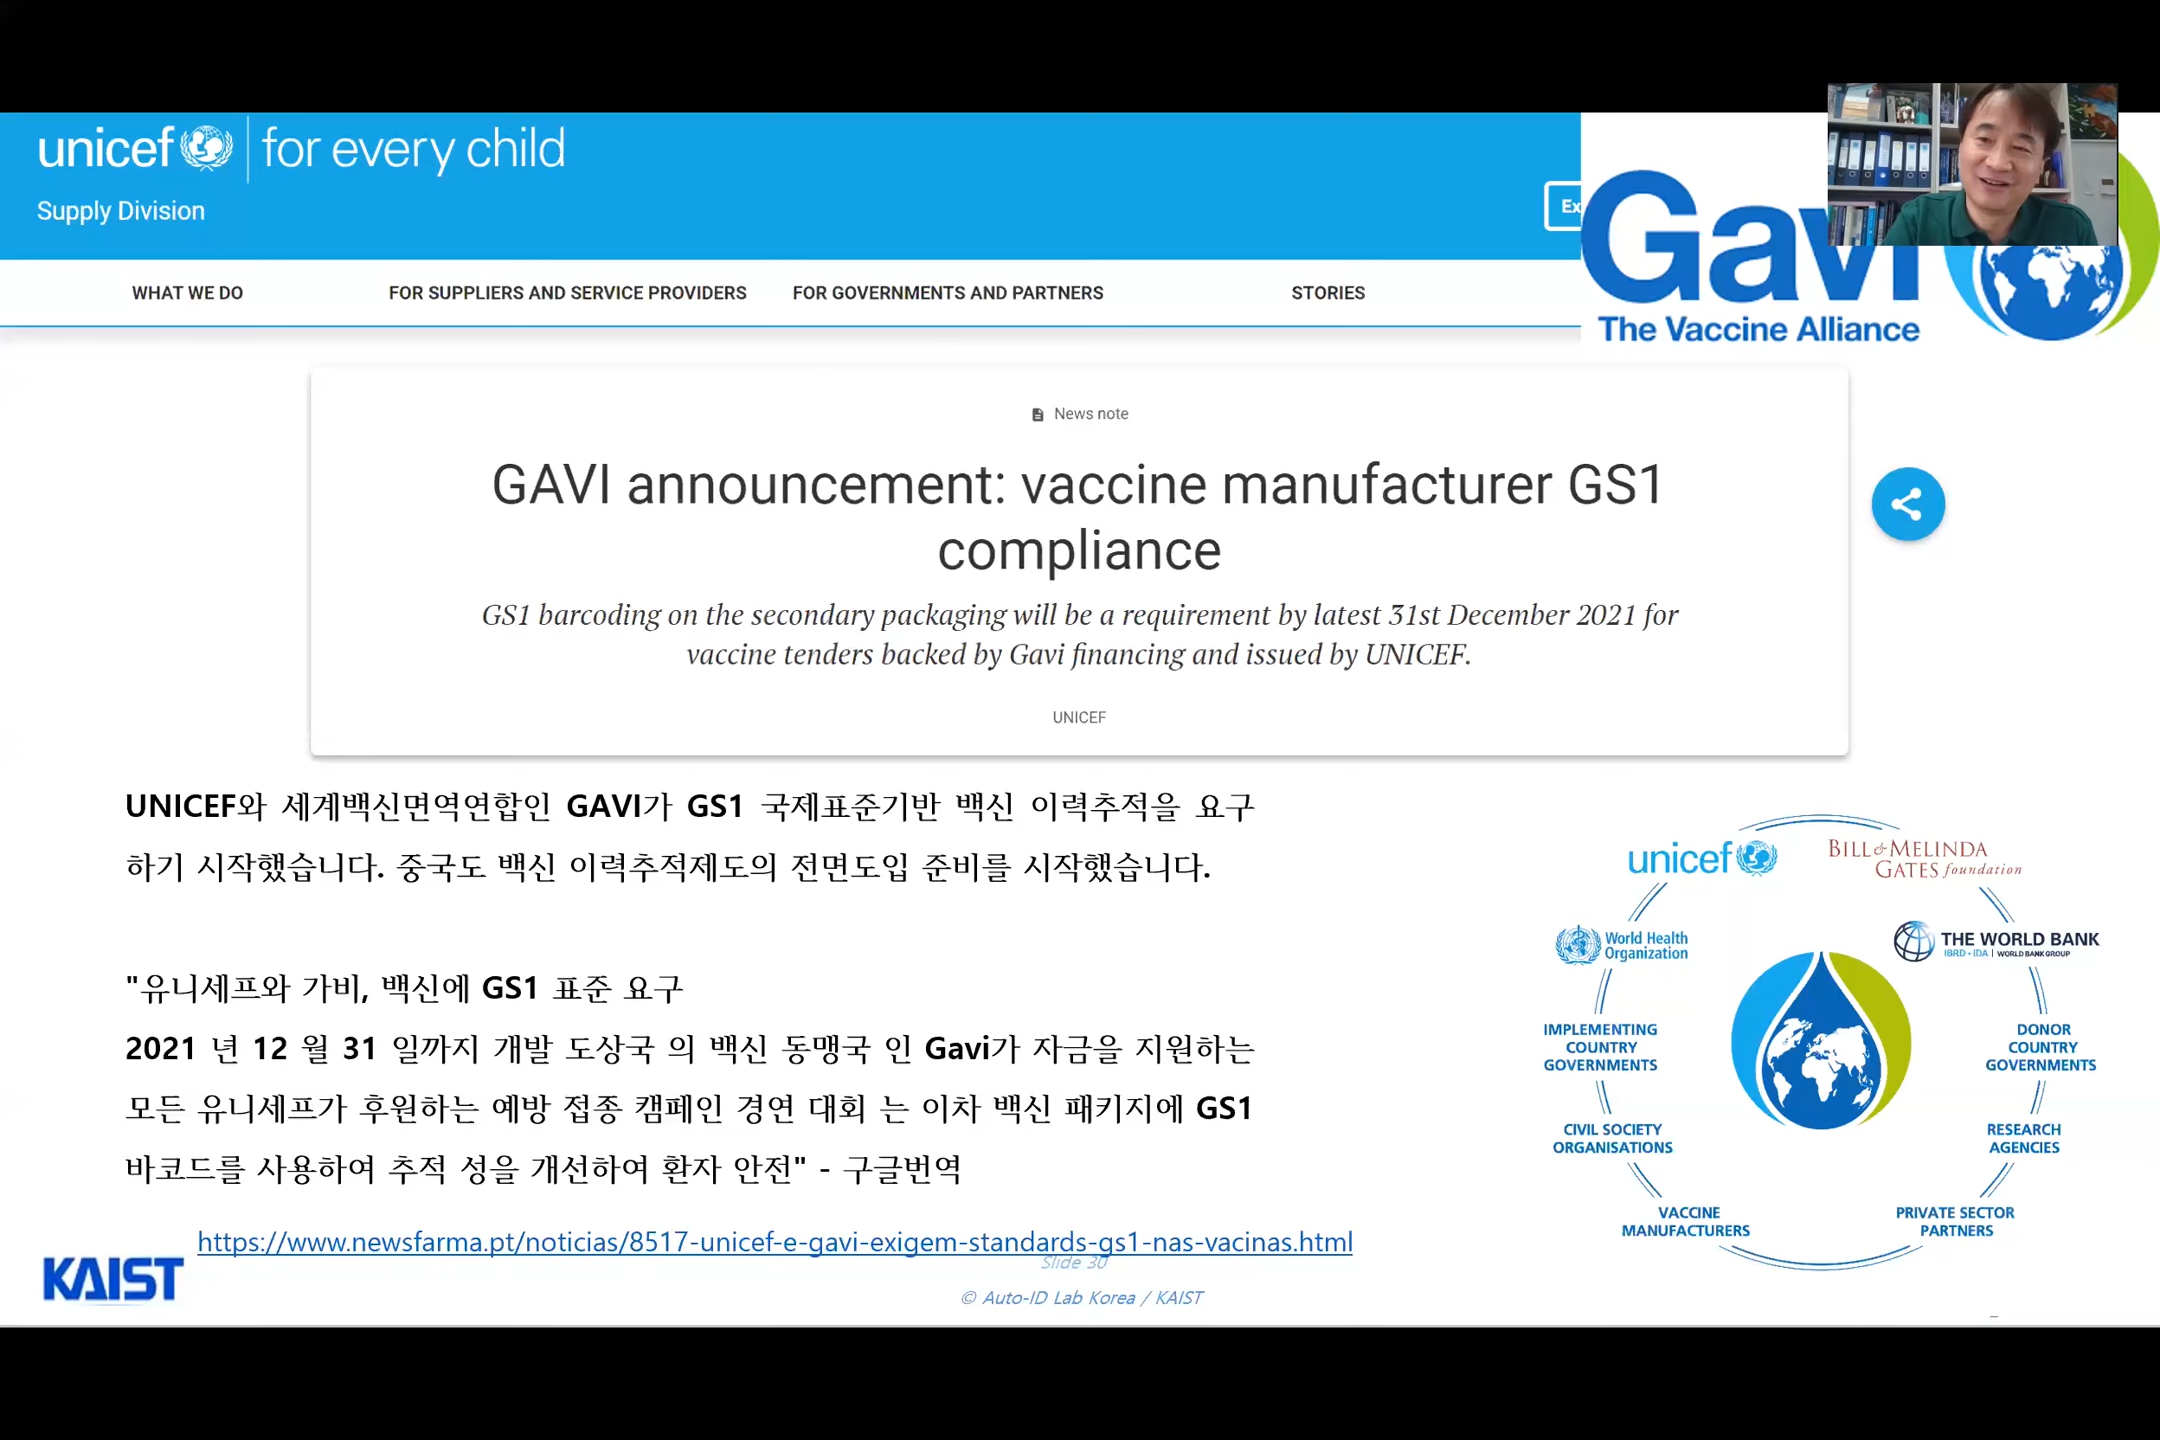 unicef for every child
Supply Division
Gavi
The Vaccine Alliance
WHAT WE DO
FOR SUPPLIERS AND SERVICE PROVIDERS
FOR GOVERNMENTS AND PARTNERS
STORIES
News note
GAVI announcement: vaccine manufacturer GS1
compliance
GS1 barcoding on the secondary packaging will be a requirement by latest 31st December 2021 for
vaccine tenders backed by Gavi financing and issued by UNICEF.
UNICEF
UNICEF와 세계백신면역연합인 GAVI가 GS1 국제표준기반 백신 이력추적을 요구
하기 시작했습니다. 중국도 백신 이력추적제도의 전면도입 준비를 시작했습니다.
"유니세프와 가비, 백신에 GS1 표준 요구
2021 년 12 월 31 일까지 개발 도상국 의 백신 동맹국 인 Gavi가 자금을 지원하는
모든 유니세프가 후원하는 예방 접종 캠페인 경연 대회 는 이차 백신 패키지에 GS1
바코드를 사용하여 추적 성을 개선하여 환자 안전" - 구글번역
https://www.newsfarma.pt/noticias/8517-unicef-e-gavi-exigem-standards-gs1-nas-vacinas.html
unicef
BILL & MELINDA
GATES foundation
World Health
Organization
THE WORLD BANK
IBRD • IDA | WORLD BANK GROUP
IMPLEMENTING
COUNTRY
GOVERNMENTS
DONOR
COUNTRY
GOVERNMENTS
CIVIL SOCIETY
ORGANISATIONS
RESEARCH
AGENCIES
VACCINE
MANUFACTURERS
PRIVATE SECTOR
PARTNERS
KAIST
Slide 30
© Auto-ID Lab Korea / KAIST